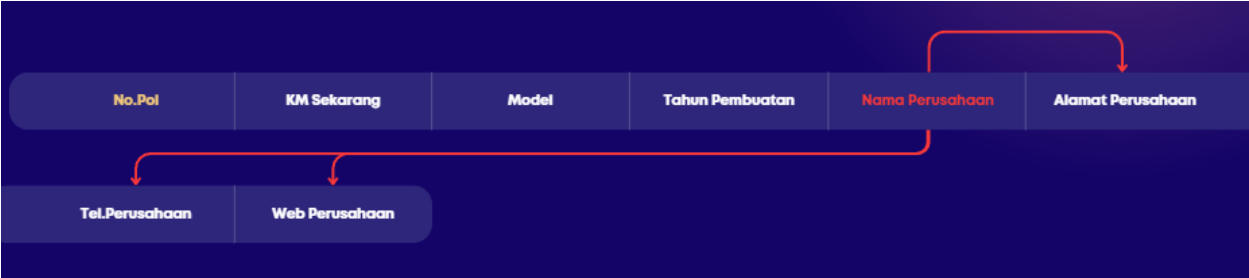 No.Pol KM Sekarang Model Tahun Pembuatan Nama Perusahaan Alamat Perusahaan
Tel.Perusahaan Web Perusahaan